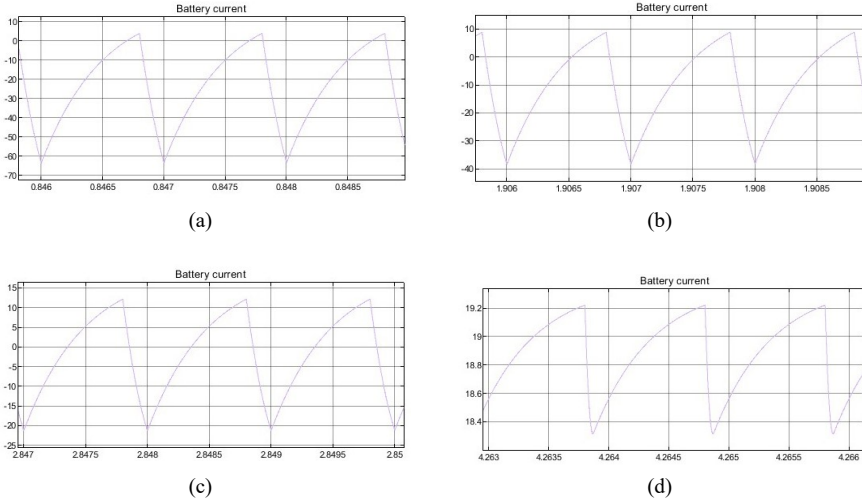 Battery current
10
0
-10
-20
-30
-40
-50
-60
-70
0.846 0.8465 0.847 0.8475 0.848 0.8485
(a)
Battery current
10
0
-10
-20
-30
-40
1.906 1.9065 1.907 1.9075 1.908 1.9085
(b)
Battery current
15
10
5
0
-5
-10
-15
-20
-25
2.847 2.8475 2.848 2.8485 2.849 2.8495 2.85
(c)
Battery current
19.2
19
18.8
18.6
18.4
4.263 4.2635 4.264 4.2645 4.265 4.2655 4.266
(d)